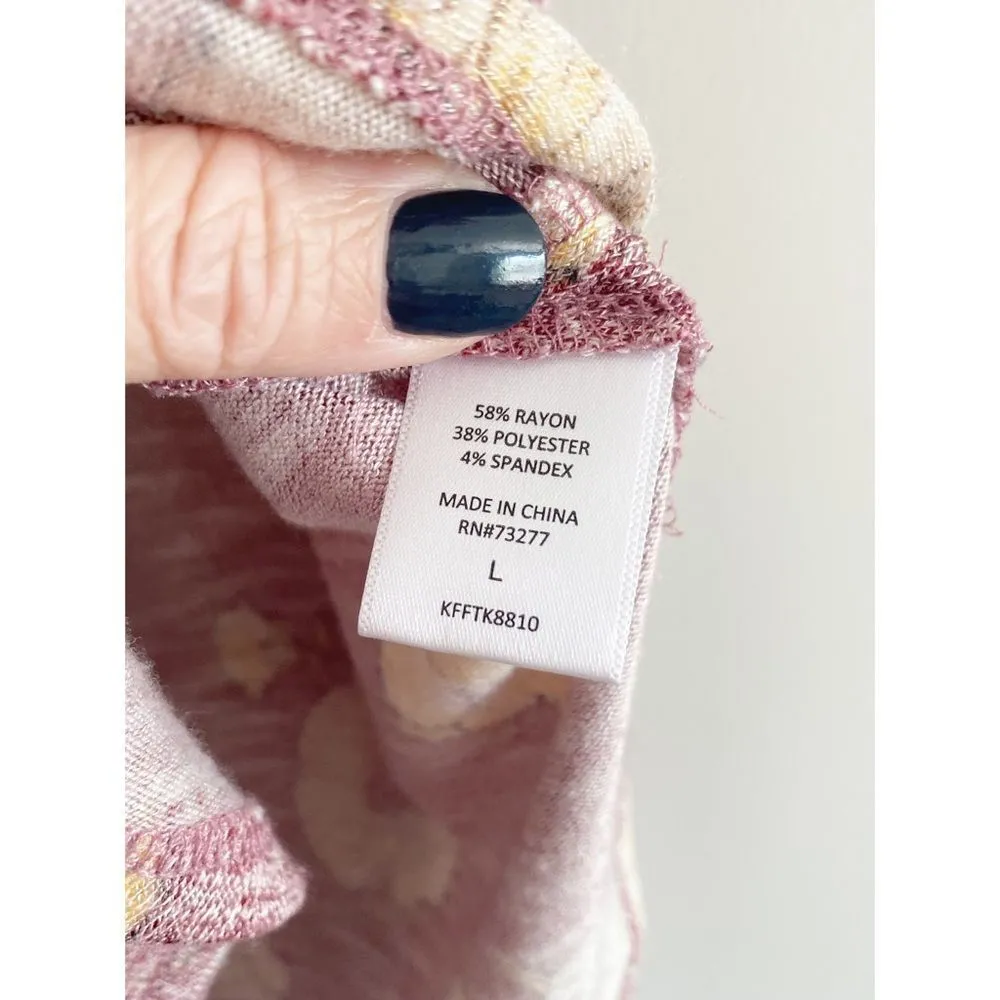 58% RAYON
38% POLYESTER
4% SPANDEX
MADE IN CHINA
RN#73277
L
KFFTK8810